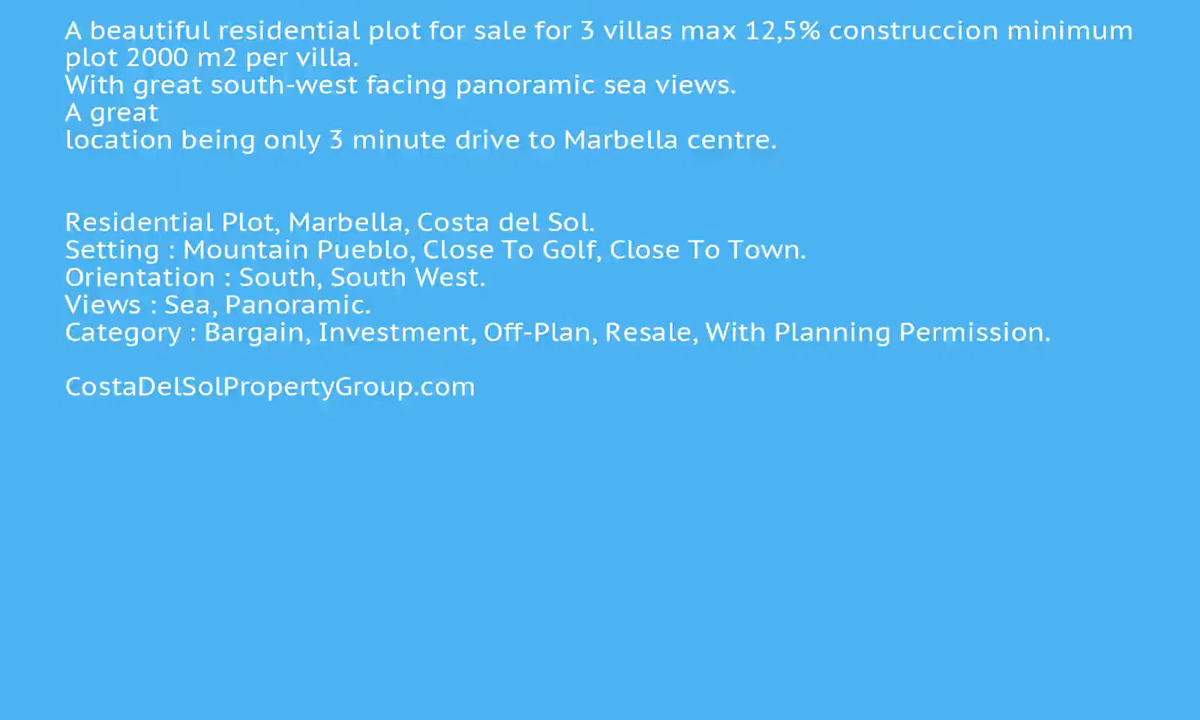 A beautiful residential plot for sale for 3 villas max 12,5% construccion minimum
plot 2000 m2 per villa.
With great south-west facing panoramic sea views.
A great
location being only 3 minute drive to Marbella centre.
Residential Plot, Marbella, Costa del Sol.
Setting : Mountain Pueblo, Close To Golf, Close To Town.
Orientation : South, South West.
Views : Sea, Panoramic.
Category : Bargain, Investment, Off-Plan, Resale, With Planning Permission.
CostaDelSolPropertyGroup.com